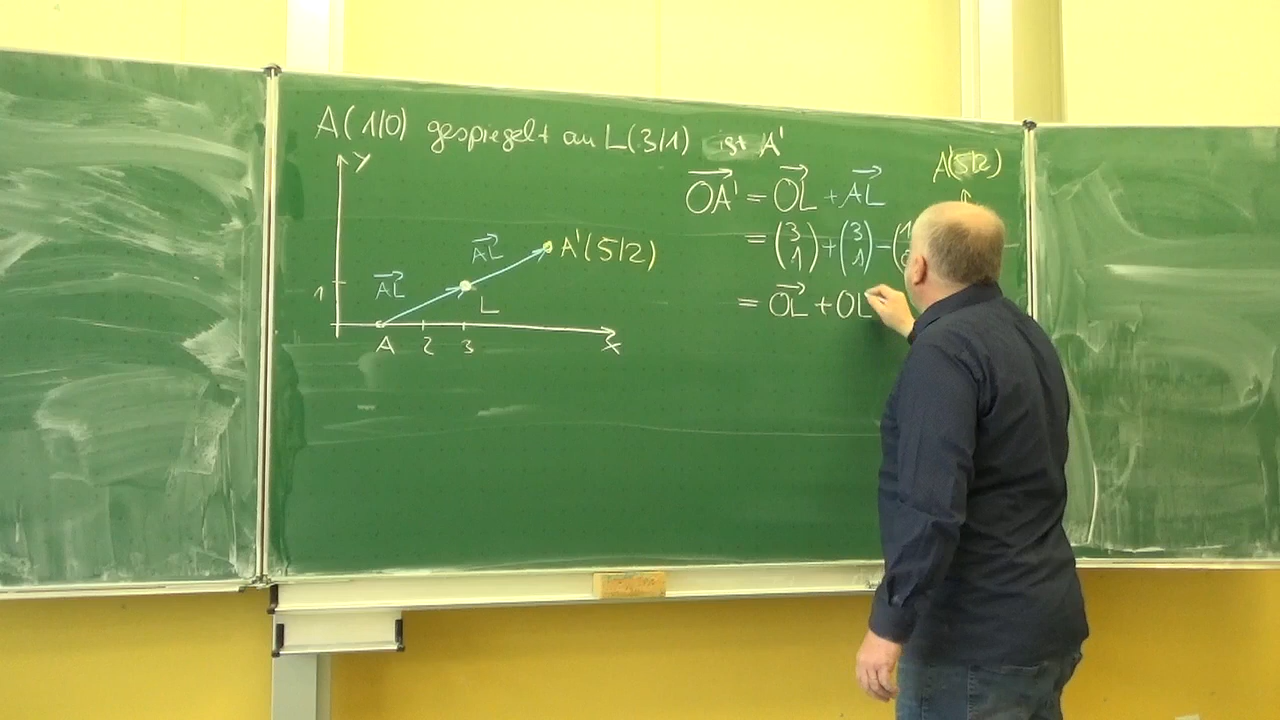 A(1/0) gespiegelt an L(3/1) ist A'
A'(5/2)
y
OA' = OL + AL
= (3 1) + (3 1) - (1
AL
A'(5/2)
AL
1
L
= OL + OL
A 2 3 x